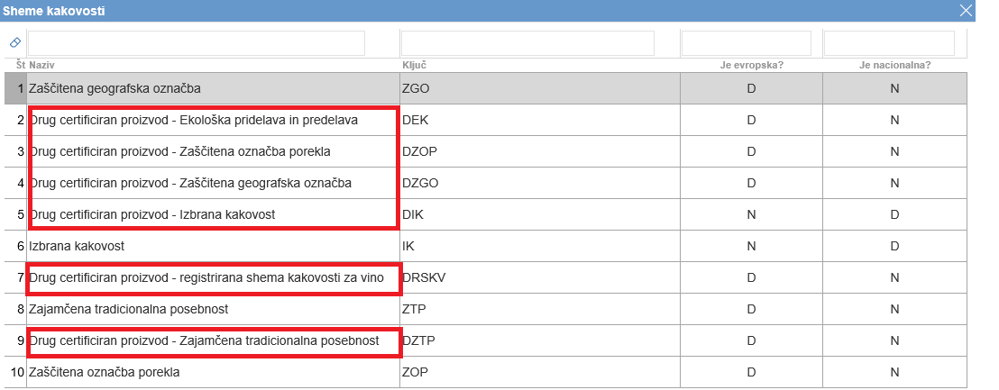 Sheme kakovosti
Št Naziv Ključ Je evropska? Je nacionalna?
1 Zaščitena geografska označba ZGO D N
2 Drug certificiran proizvod - Ekološka pridelava in predelava DEK D N
3 Drug certificiran proizvod - Zaščitena označba porekla DZOP D N
4 Drug certificiran proizvod - Zaščitena geografska označba DZGO D N
5 Drug certificiran proizvod - Izbrana kakovost DIK N D
6 Izbrana kakovost IK N D
7 Drug certificiran proizvod - registrirana shema kakovosti za vino DRSKV D N
8 Zajamčena tradicionalna posebnost ZTP D N
9 Drug certificiran proizvod - Zajamčena tradicionalna posebnost DZTP D N
10 Zaščitena označba porekla ZOP D N